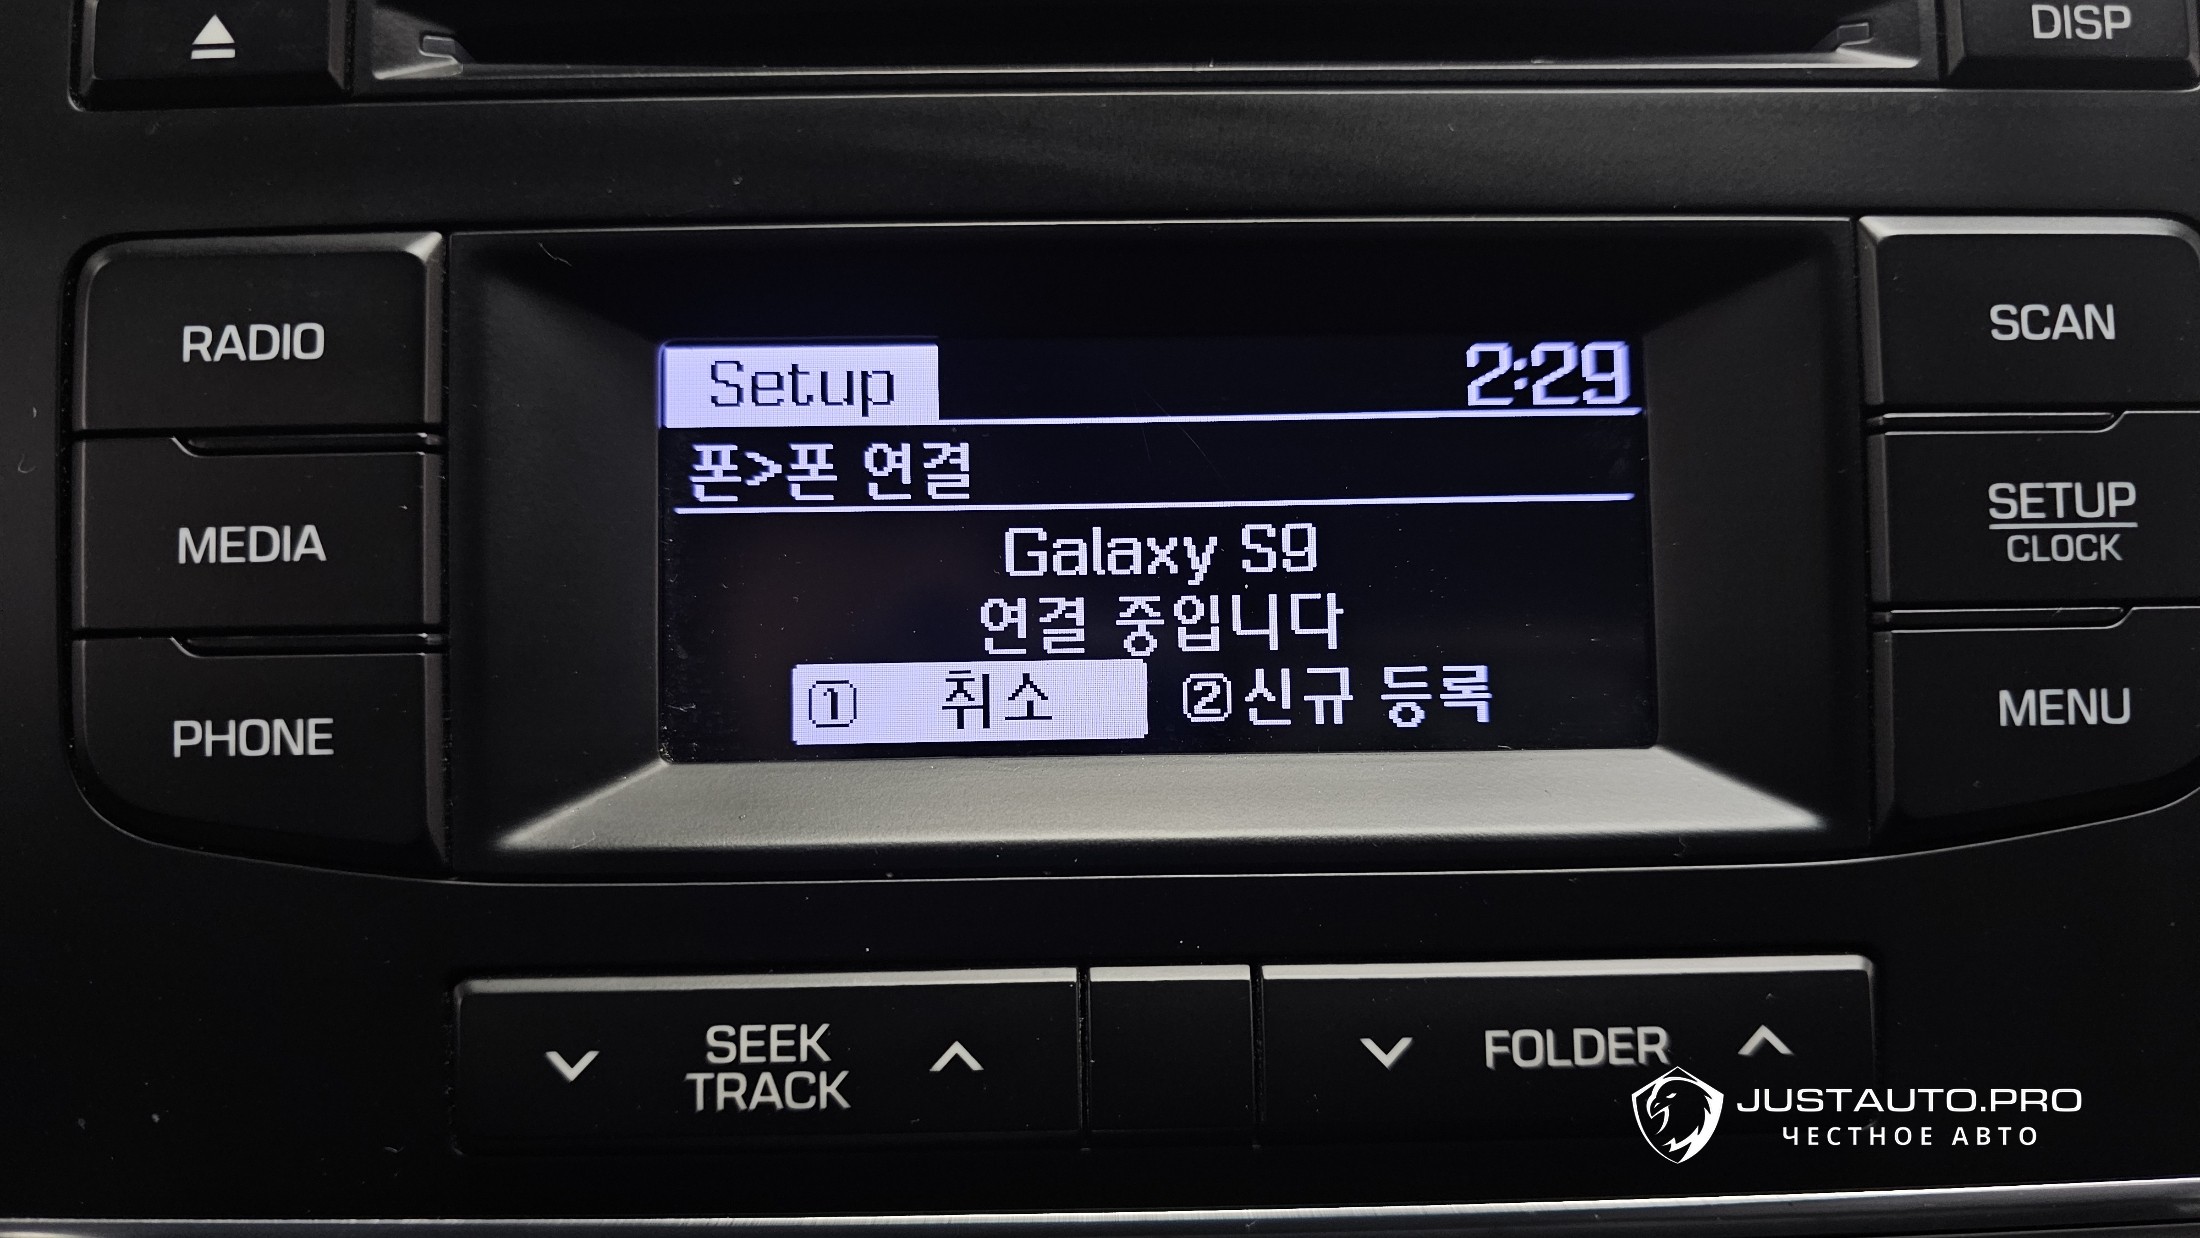 DISP
RADIO
MEDIA
PHONE
Setup 2:29
폰>폰 연결
Galaxy S9
연결 중입니다
① 취소 ②신규 등록
SCAN
SETUP
CLOCK
MENU
SEEK
TRACK
FOLDER
JUSTAUTO.PRO
ЧЕСТНОЕ АВТО